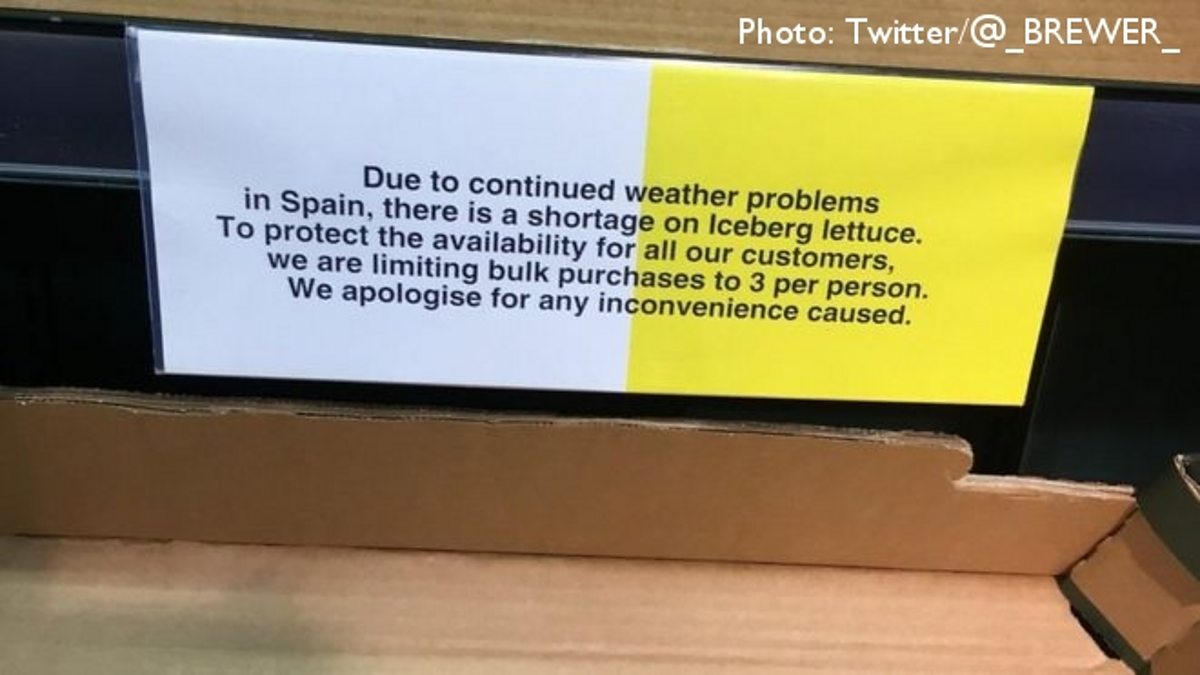 Photo: Twitter/@_BREWER_
Due to continued weather problems
in Spain, there is a shortage on Iceberg lettuce.
To protect the availability for all our customers,
we are limiting bulk purchases to 3 per person.
We apologise for any inconvenience caused.